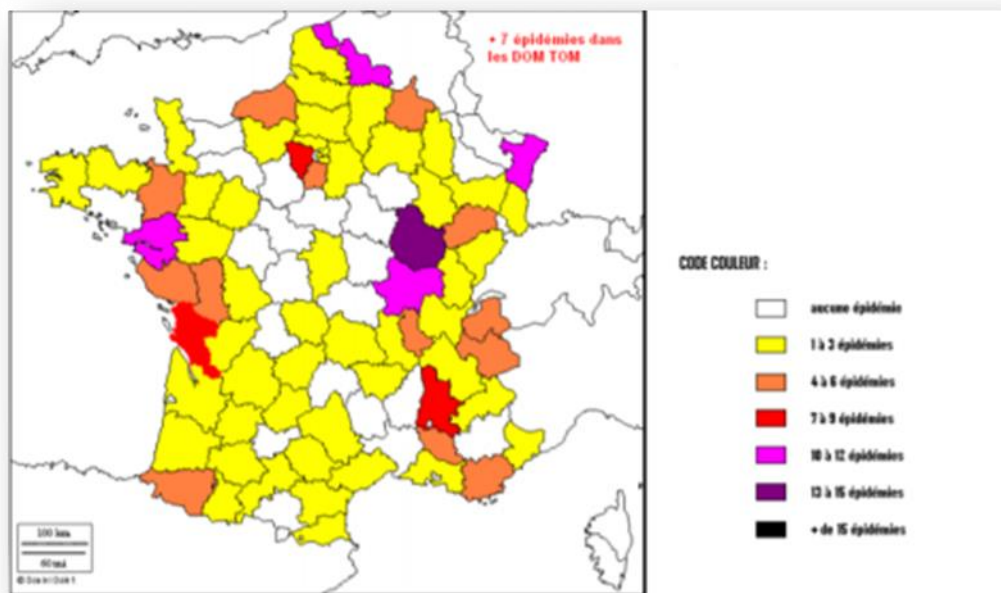 + 7 épidémies dans
les DOM TOM
CODE COULEUR :
aucune épidémie
1 à 3 épidémies
4 à 6 épidémies
7 à 9 épidémies
10 à 12 épidémies
13 à 15 épidémies
+ de 15 épidémies
100 km
60 mi